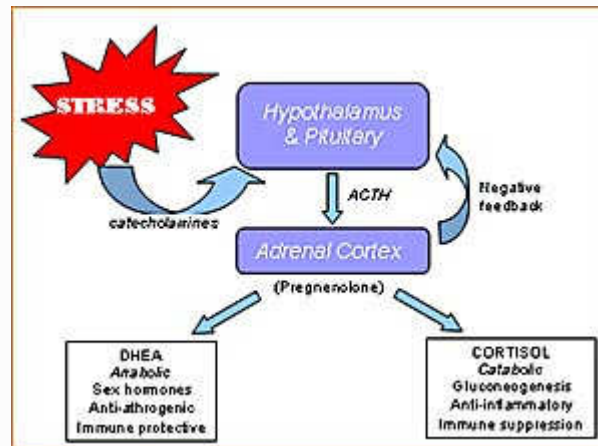 STRESS
Hypothalamus
& Pituitary
catecholamines
ACTH
Negative
feedback
Adrenal Cortex
(Pregnenolone)
DHEA
Anabolic
Sex hormones
Anti-athrogenic
Immune protective
CORTISOL
Catabolic
Gluconeogenesis
Anti-inflammatory
Immune suppression